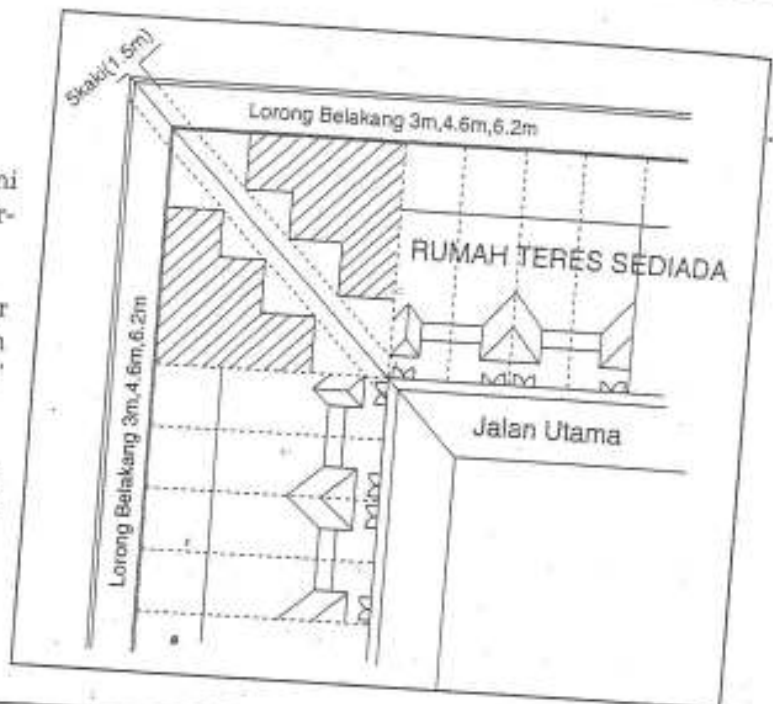 5kaki(1.5m)
Lorong Belakang 3m,4.6m,6.2m
RUMAH TERES SEDIADA
Lorong Belakang 3m,4.6m,6.2m
Jalan Utama